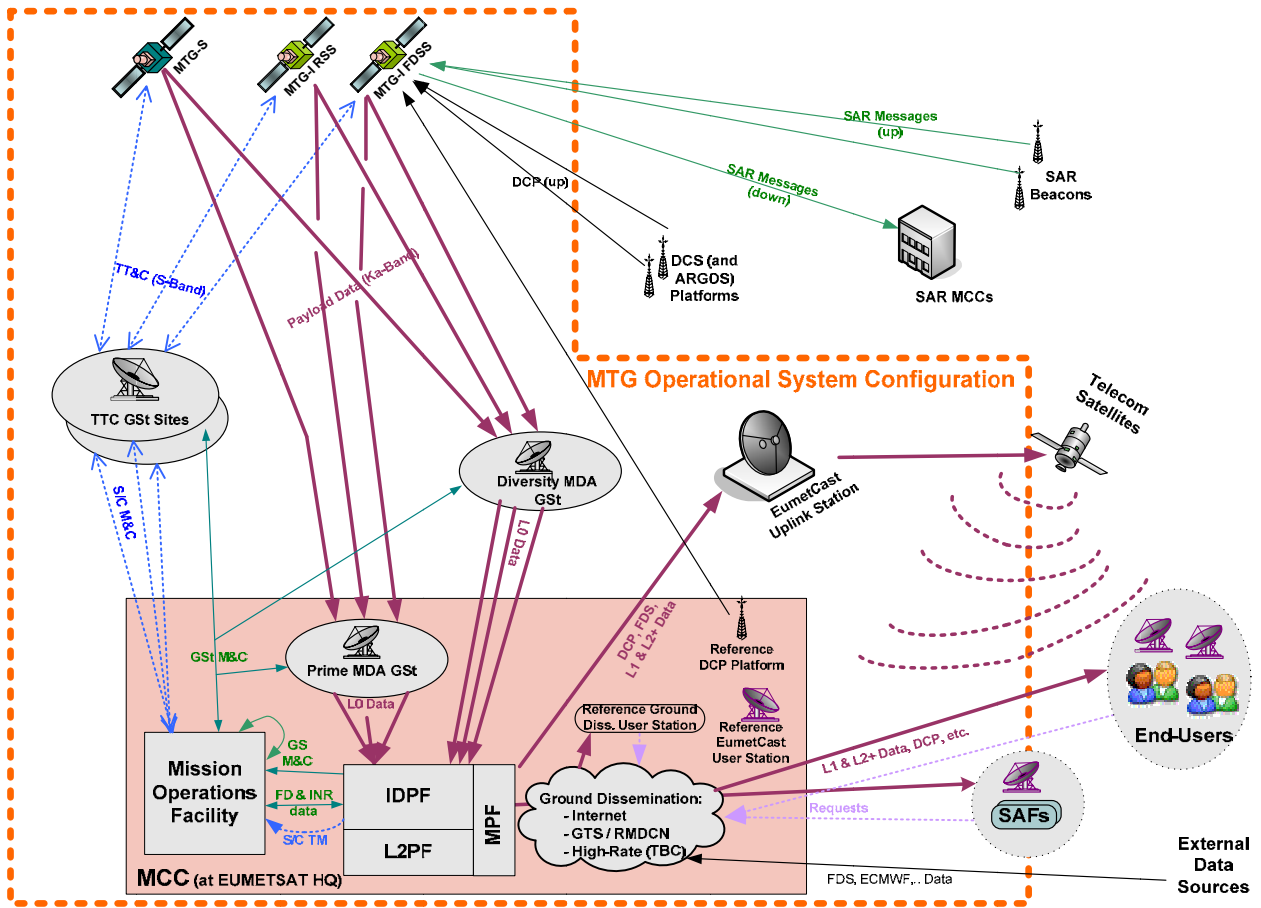 MTG-S
MTG-I RSS
MTG-I FDSS
SAR Messages
(up)
SAR
Beacons
SAR Messages
(down)
SAR MCCs
DCP (up)
DCS (and
ARGOS)
Platforms
TT&C (S-Band)
Payload Data (Ka-Band)
MTG Operational System Configuration
TTC GSt Sites
Telecom
Satellites
Diversity MDA
GSt
EumetCast
Uplink Station
S/C M&C
L0 Data
DCP, FDS,
L1 & L2+ Data
Reference
DCP Platform
GSt M&C
Prime MDA GSt
L0 Data
Reference Ground
Diss. User Station
Reference
EumetCast
User Station
End-Users
L1 & L2+ Data, DCP, etc.
GS
M&C
Mission
Operations
Facility
FD & INR
data
S/C TM
IDPF
L2PF
MPF
Ground Dissemination:
- Internet
- GTS / RMDCN
- High-Rate (TBC)
Requests
SAFs
External
Data
Sources
FDS, ECMWF,.. Data
MCC (at EUMETSAT HQ)